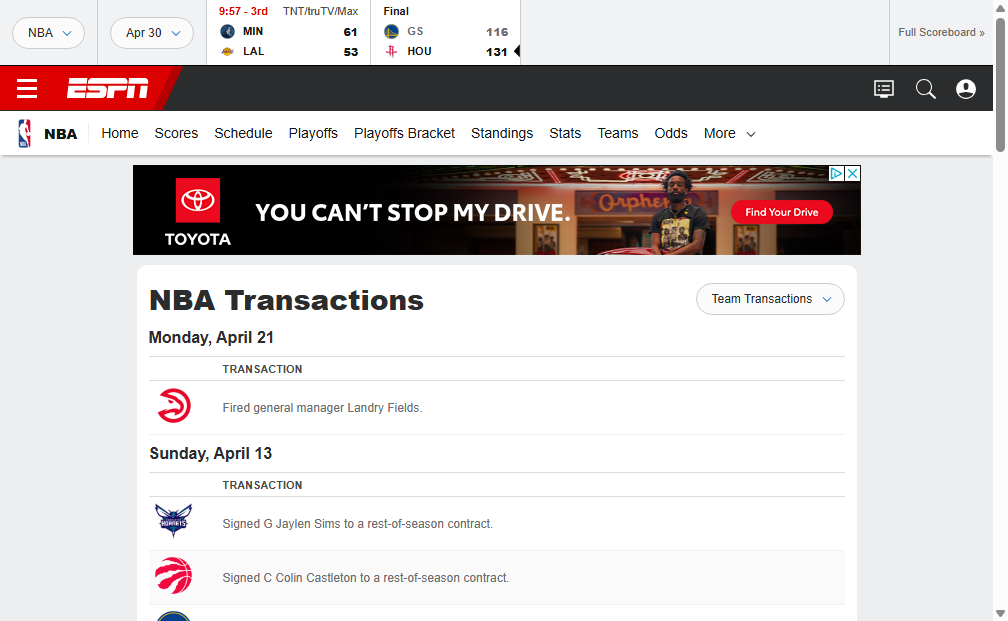 NBA
Apr 30
9:57 - 3rd TNT/truTV/Max
MIN 61
LAL 53
Final
GS 116
HOU 131
Full Scoreboard »
ESPN
NBA Home Scores Schedule Playoffs Playoffs Bracket Standings Stats Teams Odds More
TOYOTA
YOU CAN'T STOP MY DRIVE.
Orpheum
Find Your Drive
NBA Transactions
Team Transactions
Monday, April 21
TRANSACTION
Fired general manager Landry Fields.
Sunday, April 13
TRANSACTION
HORNETS
Signed G Jaylen Sims to a rest-of-season contract.
Signed C Colin Castleton to a rest-of-season contract.